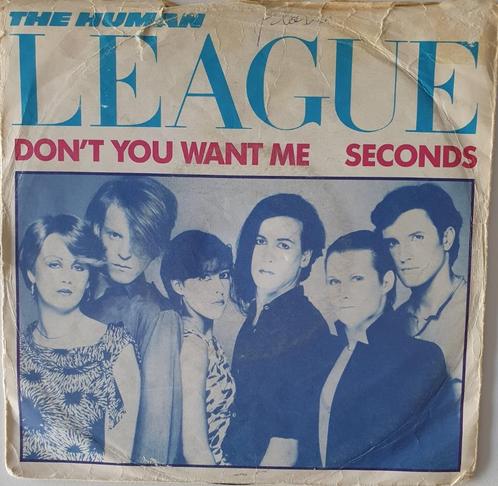 THE HUMAN
LEAGUE
DON'T YOU WANT ME SECONDS